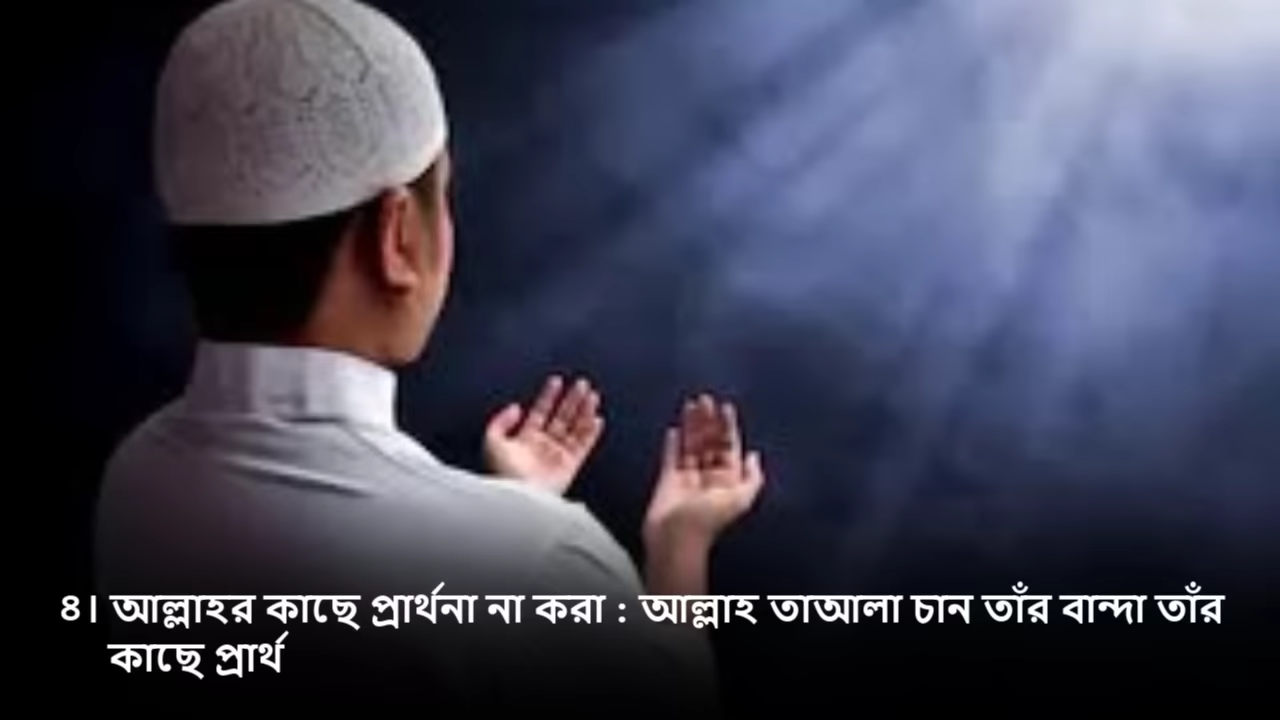 ৪। আল্লাহর কাছে প্রার্থনা না করা : আল্লাহ তাআলা চান তাঁর বান্দা তাঁর
কাছে প্রার্থ